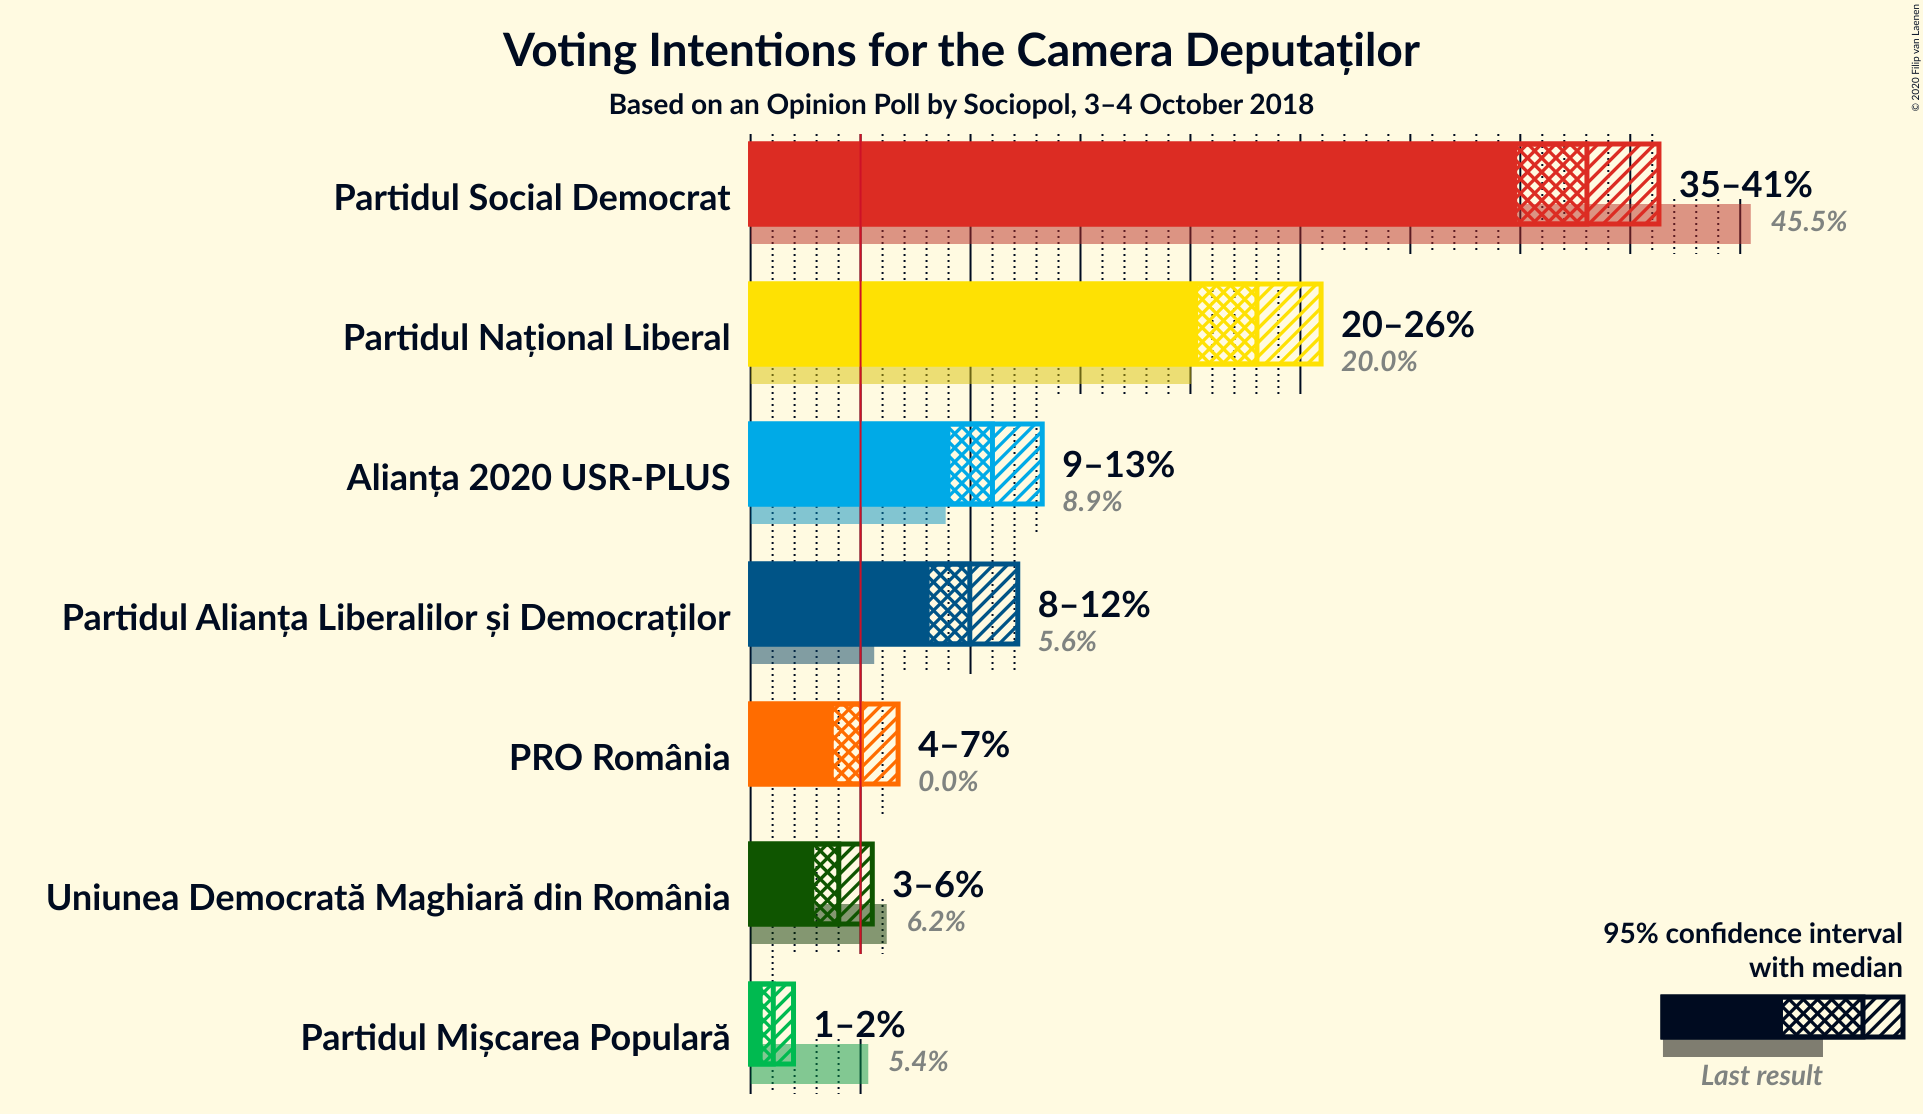 Voting Intentions for the Camera Deputaților
Based on an Opinion Poll by Sociopol, 3–4 October 2018
© 2020 Filip van Laenen
Partidul Social Democrat
35–41%
45.5%
Partidul Național Liberal
20–26%
20.0%
Alianța 2020 USR-PLUS
9–13%
8.9%
Partidul Alianța Liberalilor și Democraților
8–12%
5.6%
PRO România
4–7%
0.0%
Uniunea Democrată Maghiară din România
3–6%
6.2%
Partidul Mișcarea Populară
1–2%
5.4%
95% confidence interval
with median
Last result